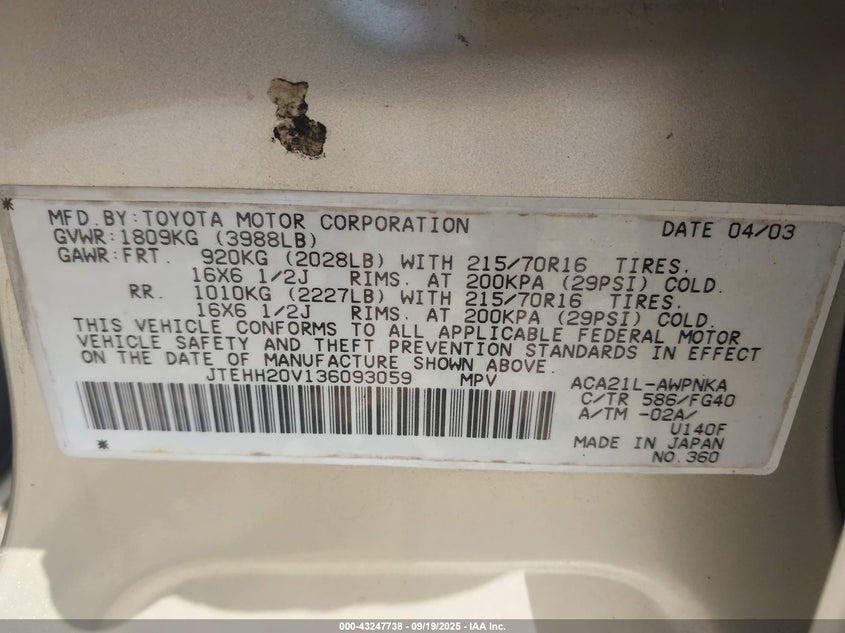 MFD.BY:TOYOTA MOTOR CORPORATION DATE 04/03
GVWR:1809KG (3988LB)
GAWR:FRT. 920KG (2028LB) WITH 215/70R16 TIRES.
16X6 1/2J RIMS. AT 200KPA (29PSI) COLD.
RR. 1010KG (2227LB) WITH 215/70R16 TIRES.
16X6 1/2J RIMS. AT 200KPA (29PSI) COLD.
THIS VEHICLE CONFORMS TO ALL APPLICABLE FEDERAL MOTOR
VEHICLE SAFETY AND THEFT PREVENTION STANDARDS IN EFFECT
ON THE DATE OF MANUFACTURE SHOWN ABOVE.
JTEHH20V136093059 MPV ACA21L-AWPNKA
C/TR 586/FG40
A/TM -02A/
U140F
MADE IN JAPAN
NO.360
000-43247738 - 09/19/2025 - IAA Inc.